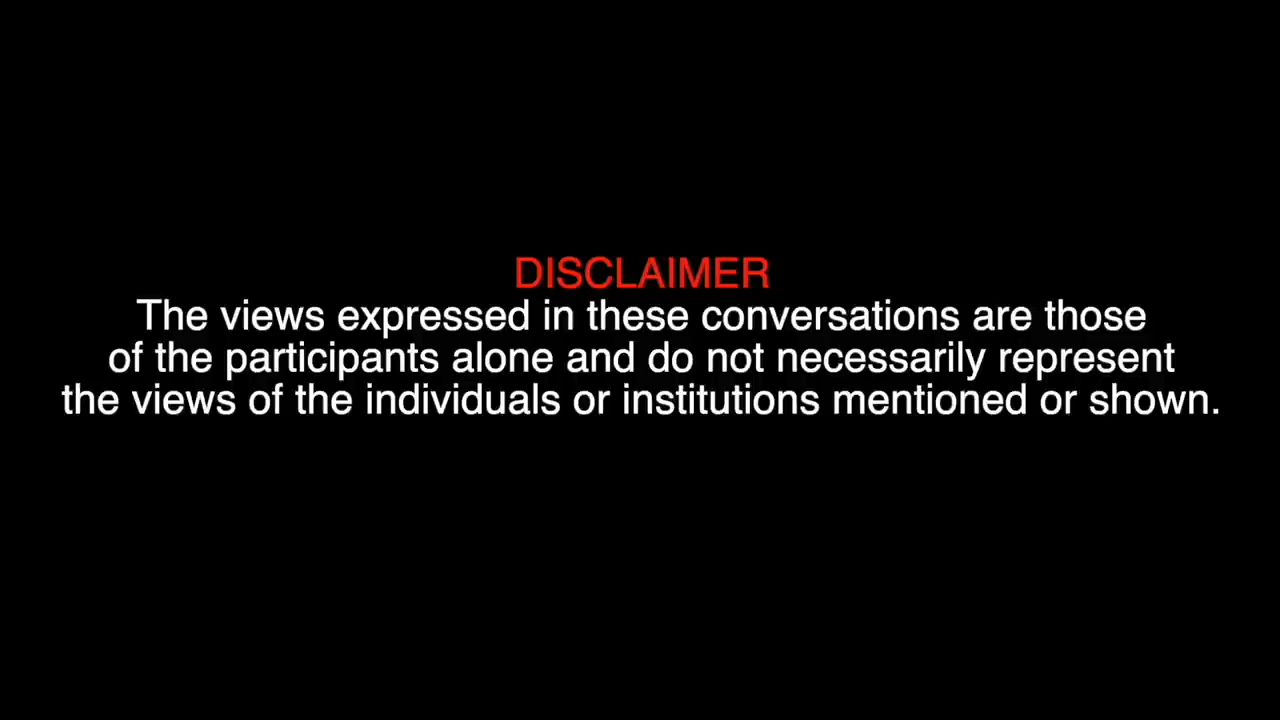 DISCLAIMER
The views expressed in these conversations are those
of the participants alone and do not necessarily represent
the views of the individuals or institutions mentioned or shown.